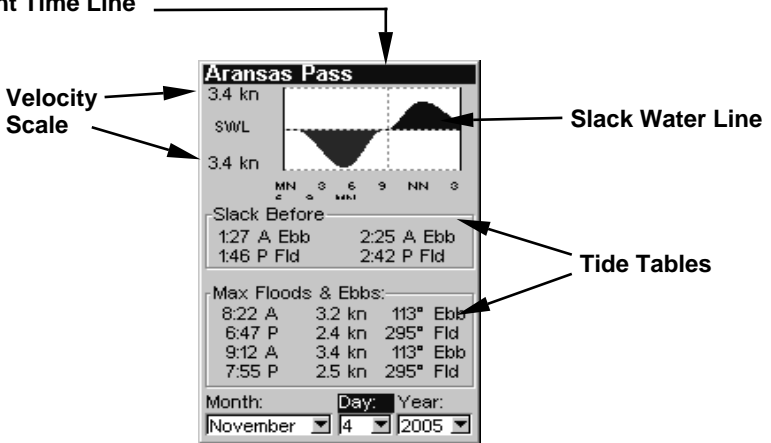 nt Time Line
Aransas Pass
Velocity
Scale
3.4 kn
SWL
3.4 kn
Slack Water Line
MN 3 6 9 NN 3
Slack Before
1:27 A Ebb 2:25 A Ebb
1:46 P Fld 2:42 P Fld
Tide Tables
Max Floods & Ebbs:
8:22 A 3.2 kn 113° Ebb
6:47 P 2.4 kn 295° Fld
9:12 A 3.4 kn 113° Ebb
7:55 P 2.5 kn 295° Fld
Month: Day: Year:
November 4 2005